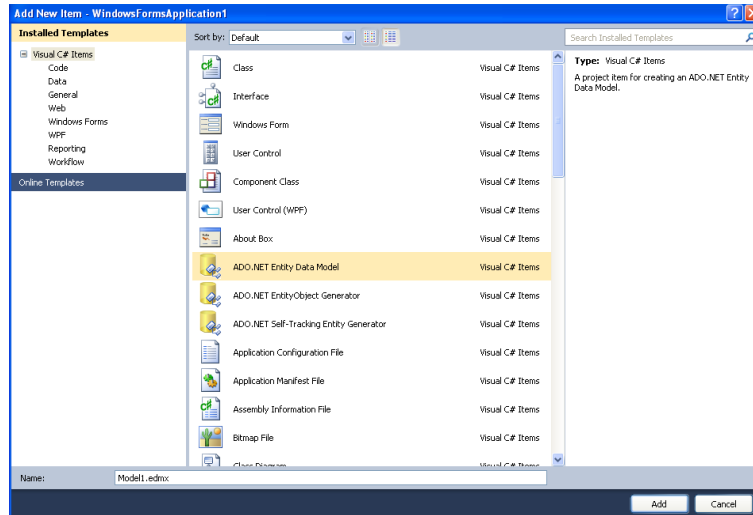 Add New Item - WindowsFormsApplication1
Installed Templates
Sort by: Default
Search Installed Templates
Visual C# Items
Code
Data
General
Web
Windows Forms
WPF
Reporting
Workflow
Online Templates
Class Visual C# Items
Interface Visual C# Items
Windows Form Visual C# Items
User Control Visual C# Items
Component Class Visual C# Items
User Control (WPF) Visual C# Items
About Box Visual C# Items
ADO.NET Entity Data Model Visual C# Items
ADO.NET EntityObject Generator Visual C# Items
ADO.NET Self-Tracking Entity Generator Visual C# Items
Application Configuration File Visual C# Items
Application Manifest File Visual C# Items
Assembly Information File Visual C# Items
Bitmap File Visual C# Items
Class Diagram Visual C# Items
Type: Visual C# Items
A project item for creating an ADO.NET Entity
Data Model.
Name: Model1.edmx
Add Cancel